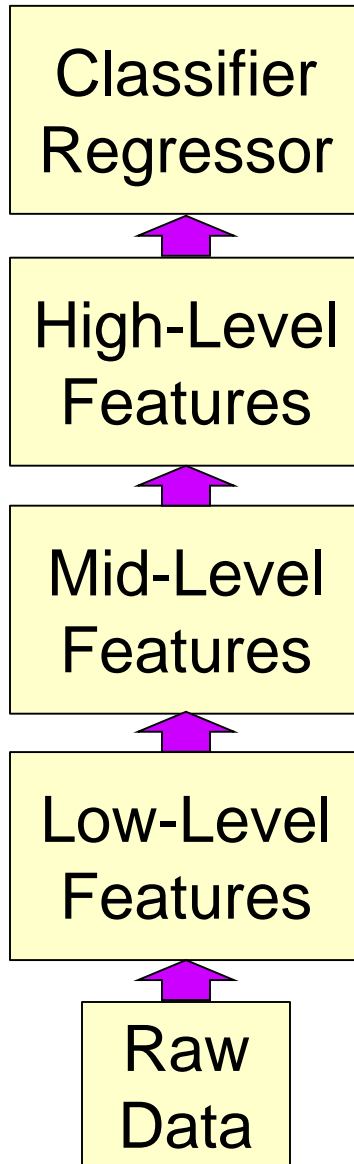 Classifier
Regressor
High-Level
Features
Mid-Level
Features
Low-Level
Features
Raw
Data